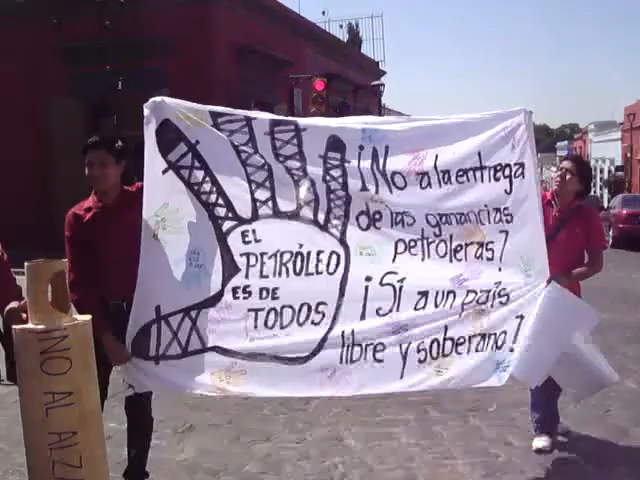 EL
PETRÓLEO
ES DE
TODOS
¡No a la entrega
de las ganancias
petroleras?
¡Sí a un país
libre y soberano?
¡NO AL ALZ